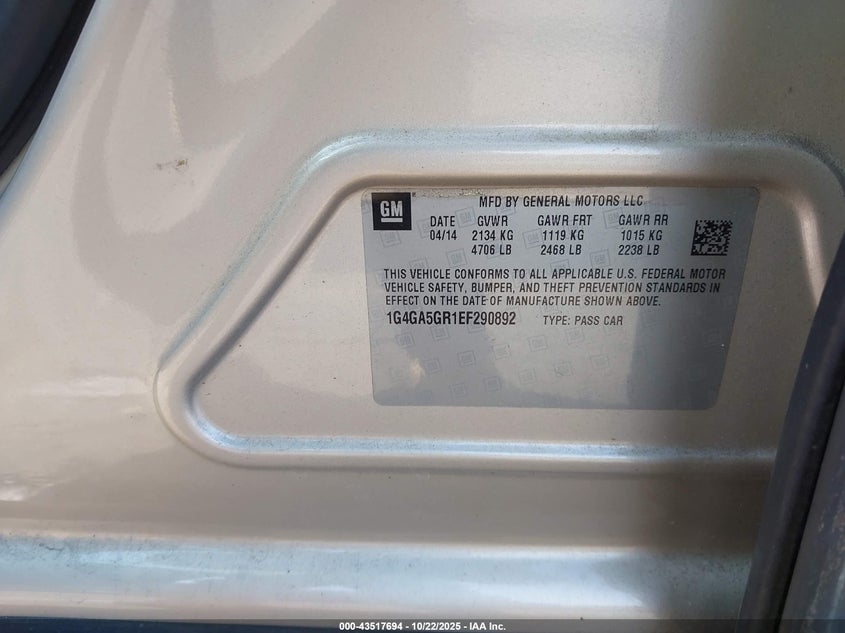 GM
MFD BY GENERAL MOTORS LLC
DATE GVWR GAWR FRT GAWR RR
04/14 2134 KG 1119 KG 1015 KG
4706 LB 2468 LB 2238 LB
THIS VEHICLE CONFORMS TO ALL APPLICABLE U.S. FEDERAL MOTOR
VEHICLE SAFETY, BUMPER, AND THEFT PREVENTION STANDARDS IN
EFFECT ON THE DATE OF MANUFACTURE SHOWN ABOVE.
1G4GA5GR1EF290892 TYPE: PASS CAR
000-43517694 - 10/22/2025 - IAA Inc.